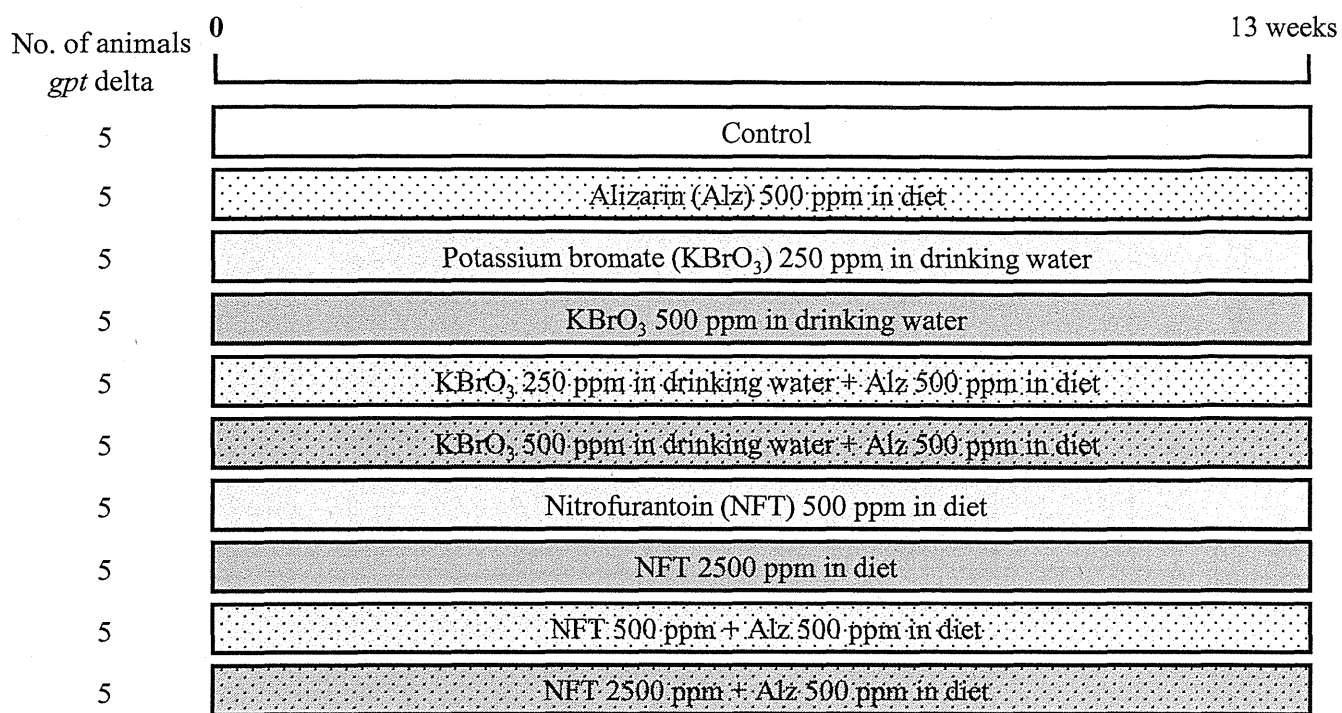 No. of animals
gpt delta
0
13 weeks
5 Control
5 Alizarin (Alz) 500 ppm in diet
5 Potassium bromate (KBrO₃) 250 ppm in drinking water
5 KBrO₃ 500 ppm in drinking water
5 KBrO₃ 250 ppm in drinking water + Alz 500 ppm in diet
5 KBrO₃ 500 ppm in drinking water + Alz 500 ppm in diet
5 Nitrofurantoin (NFT) 500 ppm in diet
5 NFT 2500 ppm in diet
5 NFT 500 ppm + Alz 500 ppm in diet
5 NFT 2500 ppm + Alz 500 ppm in diet